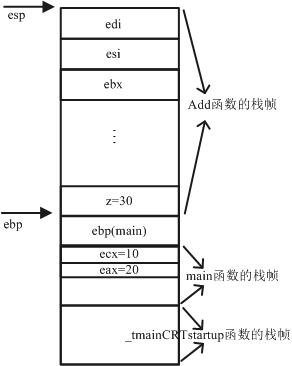 esp
edi
esi
ebx
Add函数的栈帧
⋮
z=30
ebp
ebp(main)
ecx=10
eax=20
main函数的栈帧
_tmainCRTstartup函数的栈帧